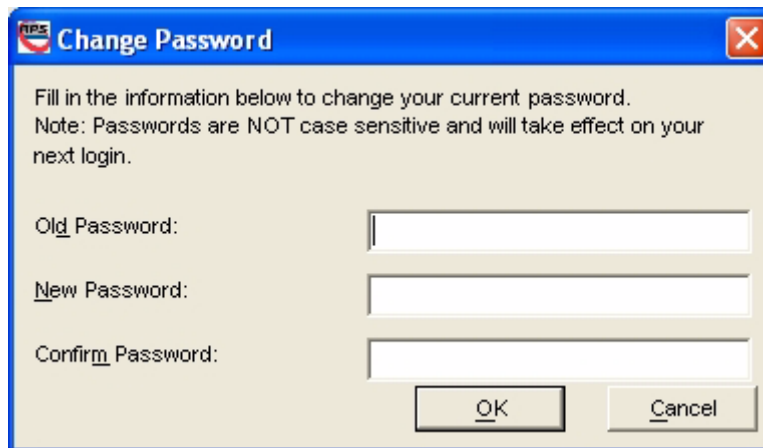 APS
Change Password
Fill in the information below to change your current password.
Note: Passwords are NOT case sensitive and will take effect on your
next login.
Old Password:
New Password:
Confirm Password:
OK
Cancel